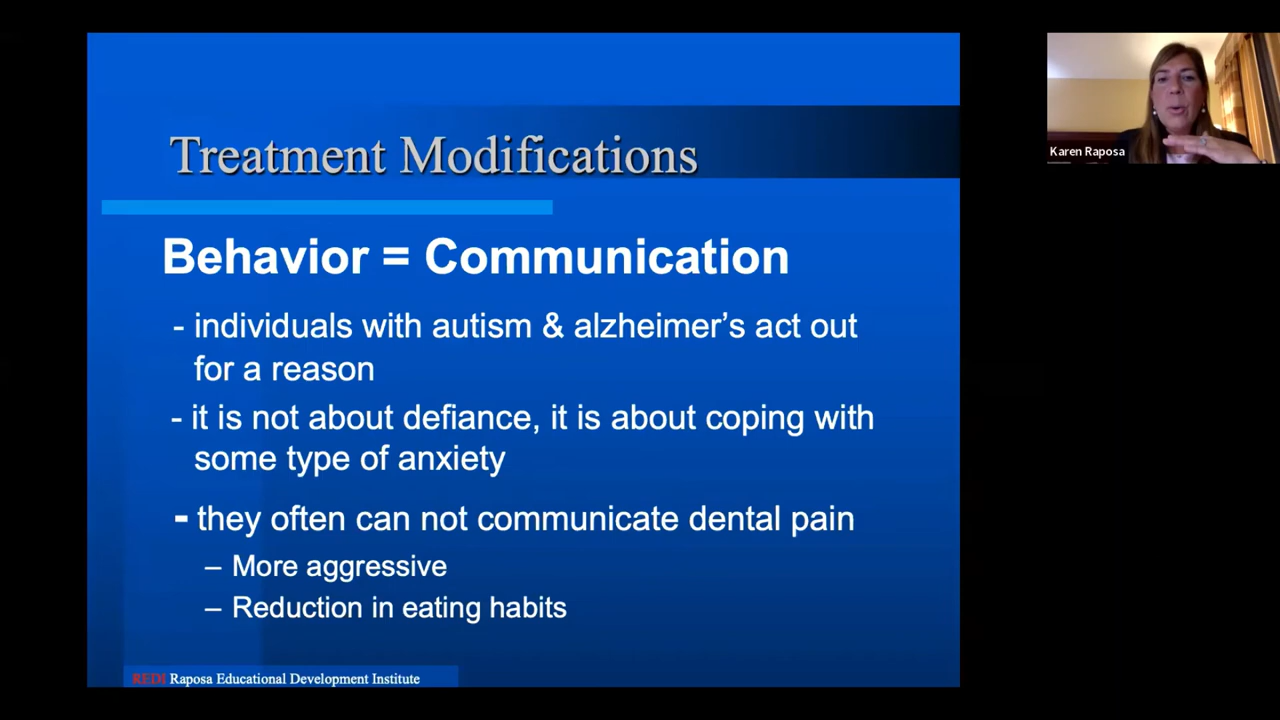 Treatment Modifications
Behavior = Communication
- individuals with autism & alzheimer’s act out
for a reason
- it is not about defiance, it is about coping with
some type of anxiety
- they often can not communicate dental pain
– More aggressive
– Reduction in eating habits
REDI Raposa Educational Development Institute
Karen Raposa